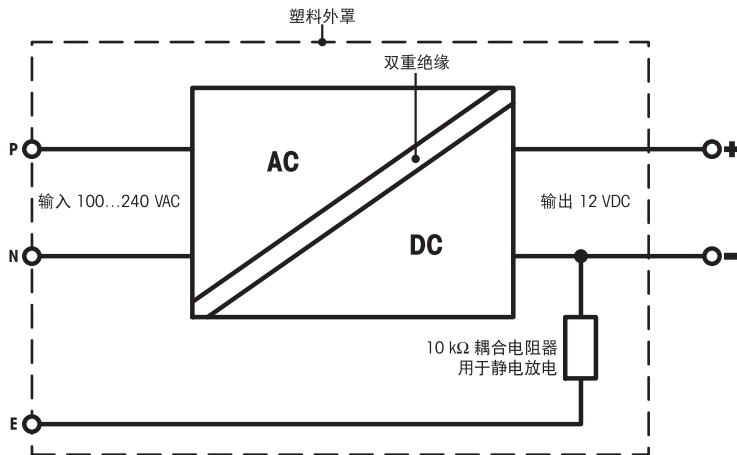 塑料外罩
双重绝缘
P
AC
+
输入 100...240 VAC
输出 12 VDC
DC
N
-
10 kΩ 耦合电阻器
用于静电放电
E